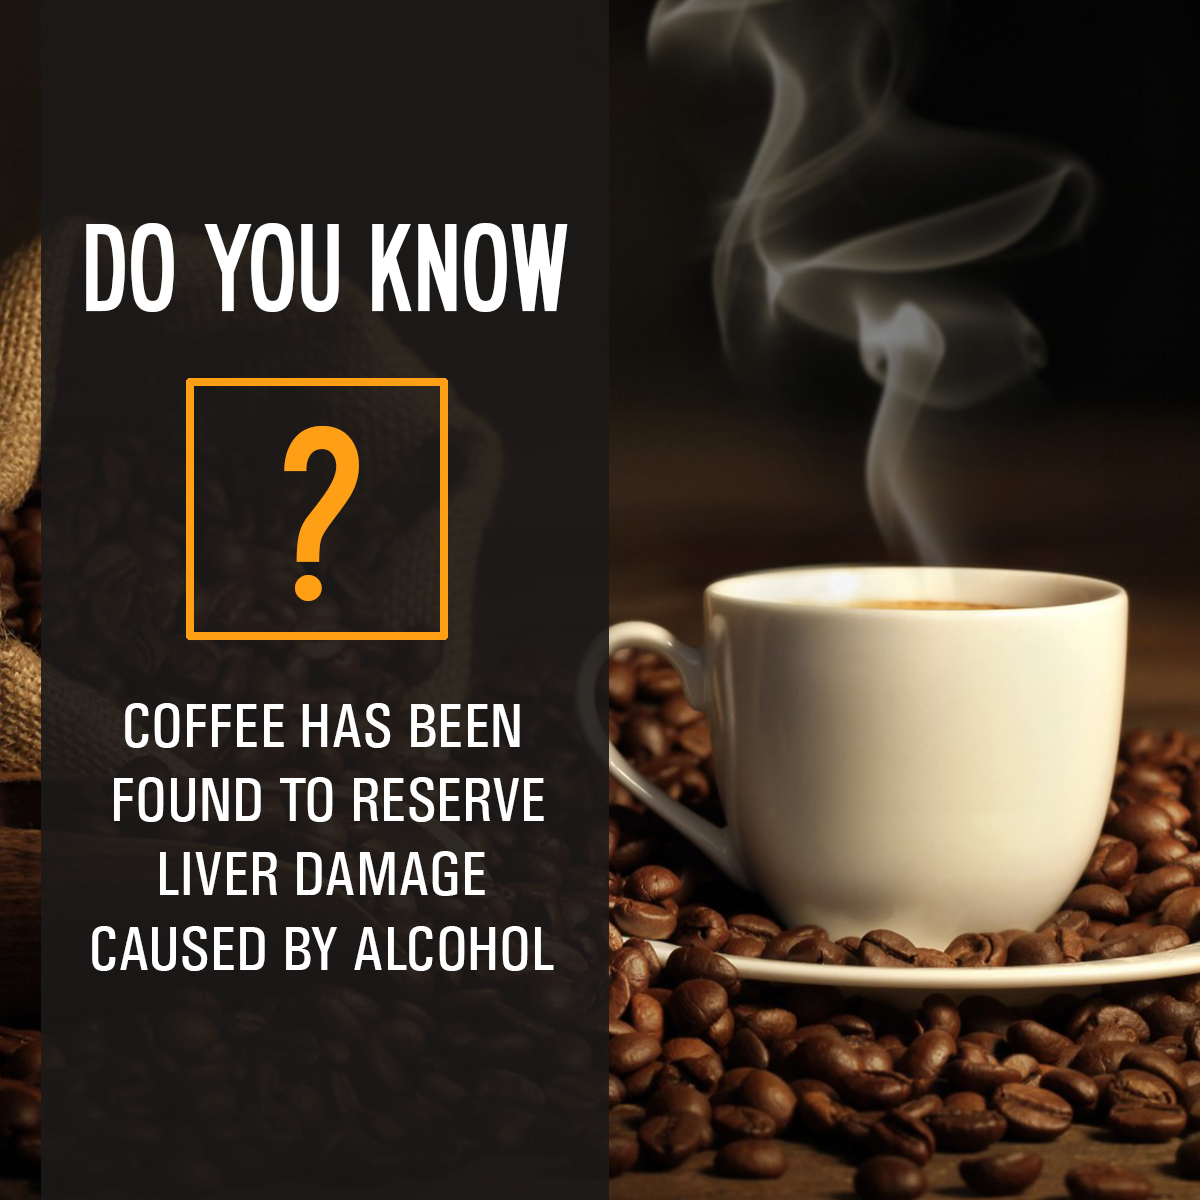 DO YOU KNOW
?
COFFEE HAS BEEN
FOUND TO RESERVE
LIVER DAMAGE
CAUSED BY ALCOHOL